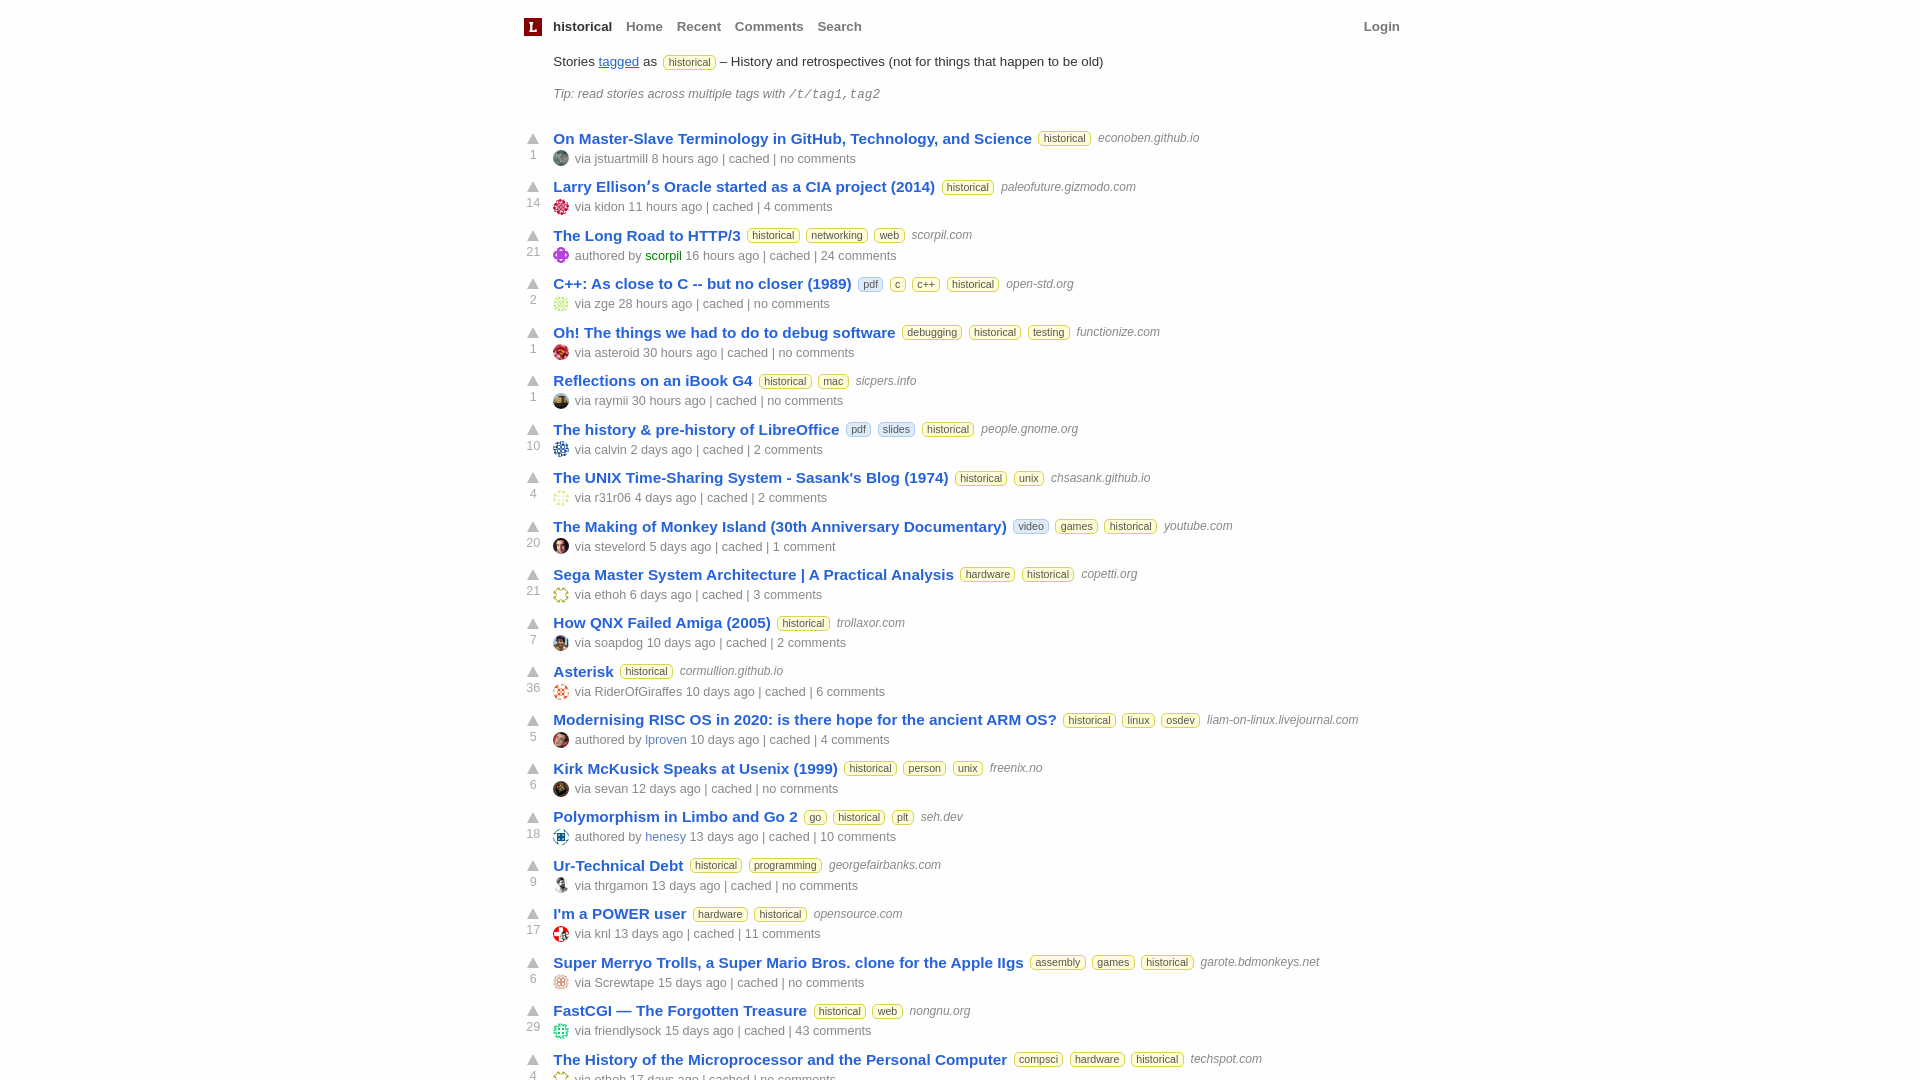 L historical Home Recent Comments Search Login
Stories tagged as historical – History and retrospectives (not for things that happen to be old)
Tip: read stories across multiple tags with /t/tag1,tag2
On Master-Slave Terminology in GitHub, Technology, and Science historical econoben.github.io
1 via jstuartmill 8 hours ago | cached | no comments
Larry Ellisonʼs Oracle started as a CIA project (2014) historical paleofuture.gizmodo.com
14 via kidon 11 hours ago | cached | 4 comments
The Long Road to HTTP/3 historical networking web scorpil.com
21 authored by scorpil 16 hours ago | cached | 24 comments
C++: As close to C -- but no closer (1989) pdf c c++ historical open-std.org
2 via zge 28 hours ago | cached | no comments
Oh! The things we had to do to debug software debugging historical testing functionize.com
1 via asteroid 30 hours ago | cached | no comments
Reflections on an iBook G4 historical mac sicpers.info
1 via raymii 30 hours ago | cached | no comments
The history & pre-history of LibreOffice pdf slides historical people.gnome.org
10 via calvin 2 days ago | cached | 2 comments
The UNIX Time-Sharing System - Sasank's Blog (1974) historical unix chsasank.github.io
4 via r31r06 4 days ago | cached | 2 comments
The Making of Monkey Island (30th Anniversary Documentary) video games historical youtube.com
20 via stevelord 5 days ago | cached | 1 comment
Sega Master System Architecture | A Practical Analysis hardware historical copetti.org
21 via ethoh 6 days ago | cached | 3 comments
How QNX Failed Amiga (2005) historical trollaxor.com
7 via soapdog 10 days ago | cached | 2 comments
Asterisk historical cormullion.github.io
36 via RiderOfGiraffes 10 days ago | cached | 6 comments
Modernising RISC OS in 2020: is there hope for the ancient ARM OS? historical linux osdev liam-on-linux.livejournal.com
5 authored by lproven 10 days ago | cached | 4 comments
Kirk McKusick Speaks at Usenix (1999) historical person unix freenix.no
6 via sevan 12 days ago | cached | no comments
Polymorphism in Limbo and Go 2 go historical plt seh.dev
18 authored by henesy 13 days ago | cached | 10 comments
Ur-Technical Debt historical programming georgefairbanks.com
9 via thrgamon 13 days ago | cached | no comments
I'm a POWER user hardware historical opensource.com
17 via knl 13 days ago | cached | 11 comments
Super Merryo Trolls, a Super Mario Bros. clone for the Apple IIgs assembly games historical garote.bdmonkeys.net
6 via Screwtape 15 days ago | cached | no comments
FastCGI — The Forgotten Treasure historical web nongnu.org
29 via friendlysock 15 days ago | cached | 43 comments
The History of the Microprocessor and the Personal Computer compsci hardware historical techspot.com
4 via ethoh 17 days ago | cached | no comments